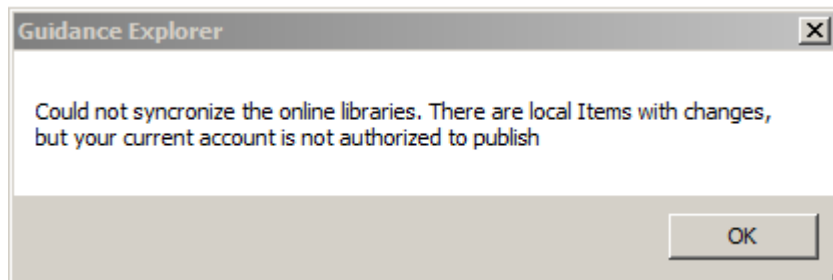 Guidance Explorer
Could not syncronize the online libraries. There are local Items with changes,
but your current account is not authorized to publish
OK